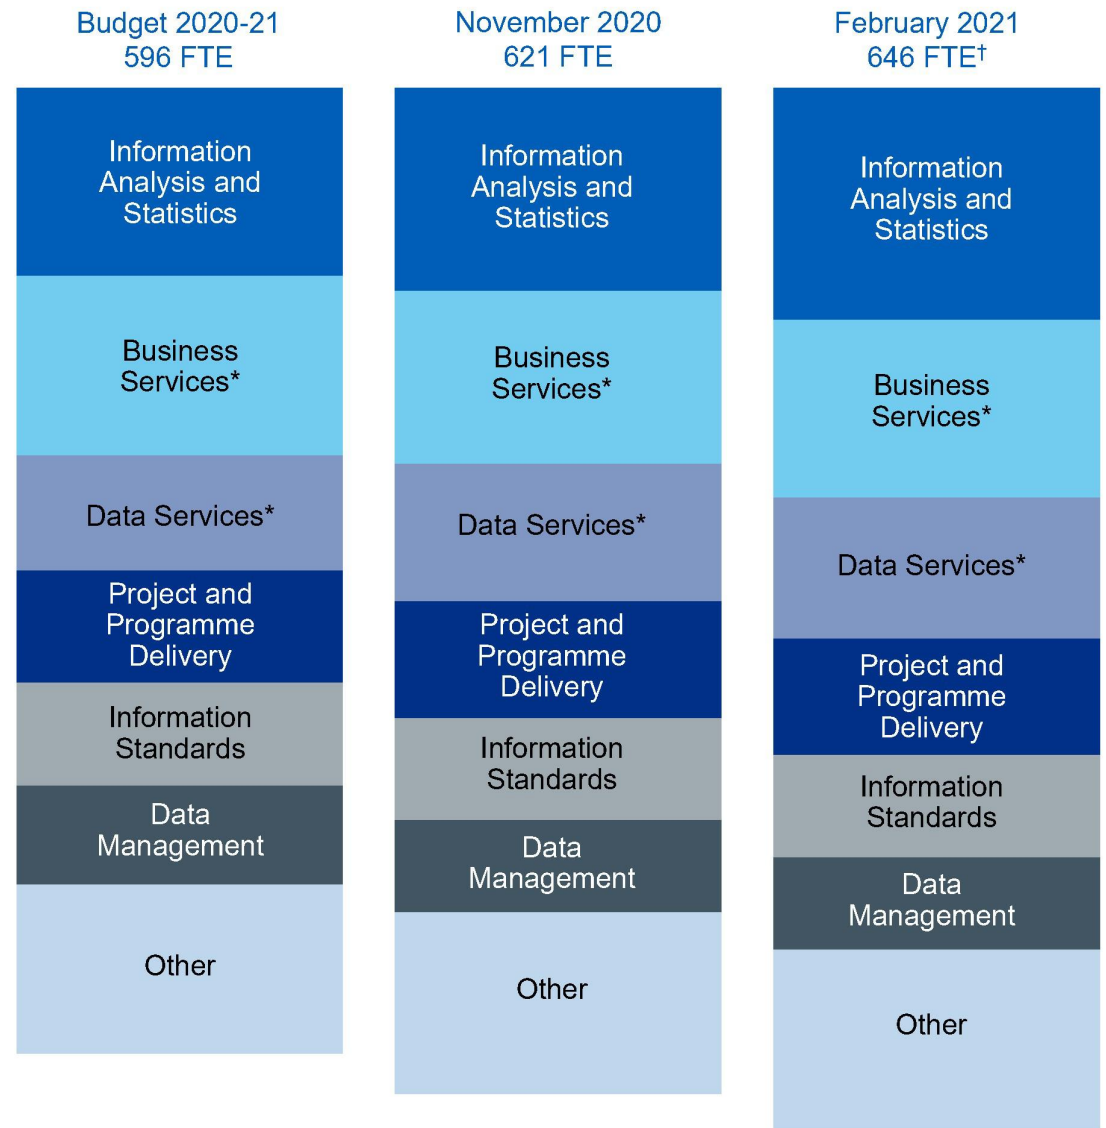 Budget 2020-21
596 FTE
Information
Analysis and
Statistics
Business
Services*
Data Services*
Project and
Programme
Delivery
Information
Standards
Data
Management
Other
November 2020
621 FTE
Information
Analysis and
Statistics
Business
Services*
Data Services*
Project and
Programme
Delivery
Information
Standards
Data
Management
Other
February 2021
646 FTE†
Information
Analysis and
Statistics
Business
Services*
Data Services*
Project and
Programme
Delivery
Information
Standards
Data
Management
Other